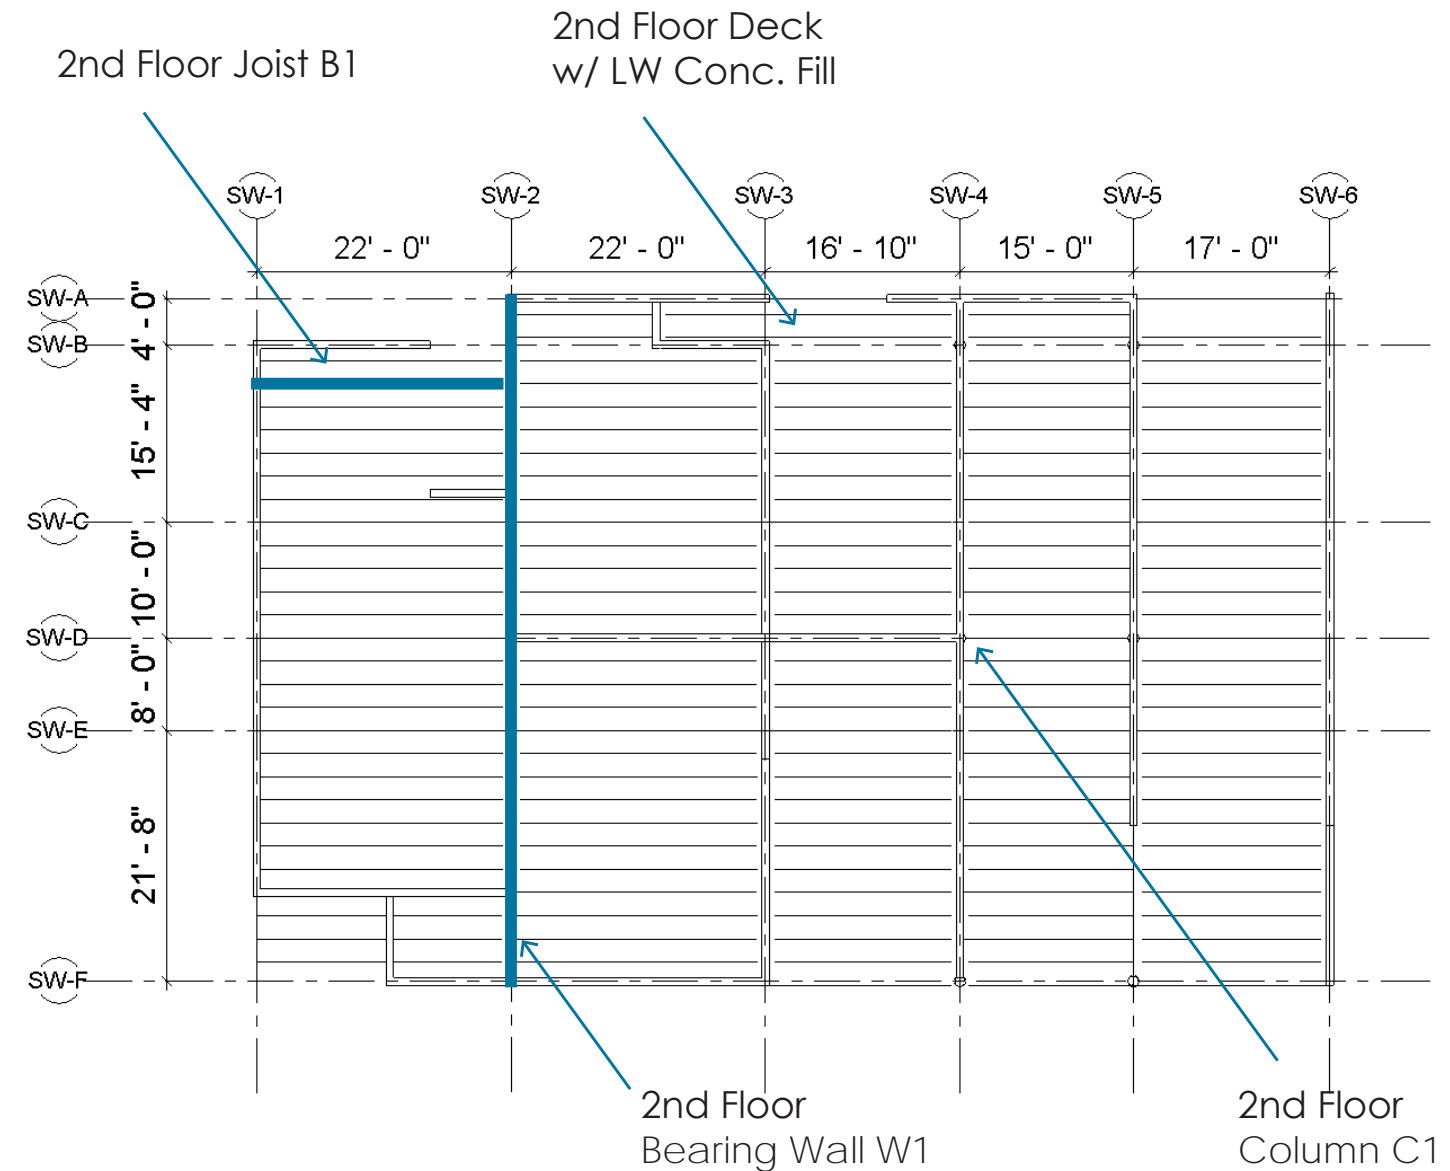 2nd Floor Joist B1
2nd Floor Deck
w/ LW Conc. Fill
SW-1
SW-2
SW-3
SW-4
SW-5
SW-6
22' - 0"
22' - 0"
16' - 10"
15' - 0"
17' - 0"
SW-A
4' - 0"
SW-B
15' - 4"
SW-C
10' - 0"
SW-D
8' - 0"
SW-E
21' - 8"
SW-F
2nd Floor
Bearing Wall W1
2nd Floor
Column C1